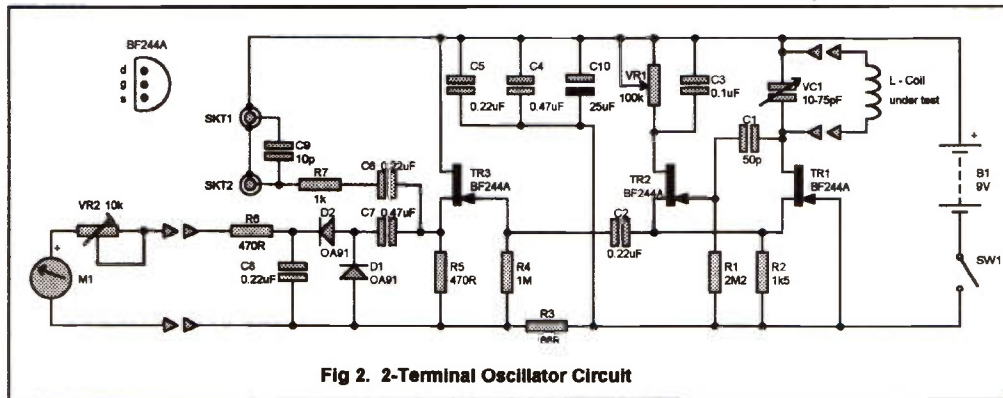 BF244A
d
g
s
SKT1
SKT2
C9
10p
R7
1k
C6 0.22uF
C7 0.47uF
VR2 10k
M1
+
R6
470R
C8
0.22uF
D2
OA91
D1
OA91
C5
0.22uF
C4
0.47uF
C10
25uF
VR1
100k
C3
0.1uF
VC1
10-75pF
L - Coil
under test
C1
50p
TR3
BF244A
TR2
BF244A
TR1
BF244A
B1
9V
+
R5
470R
R4
1M
C2
0.22uF
R1
2M2
R2
1k5
SW1
R3
Fig 2. 2-Terminal Oscillator Circuit